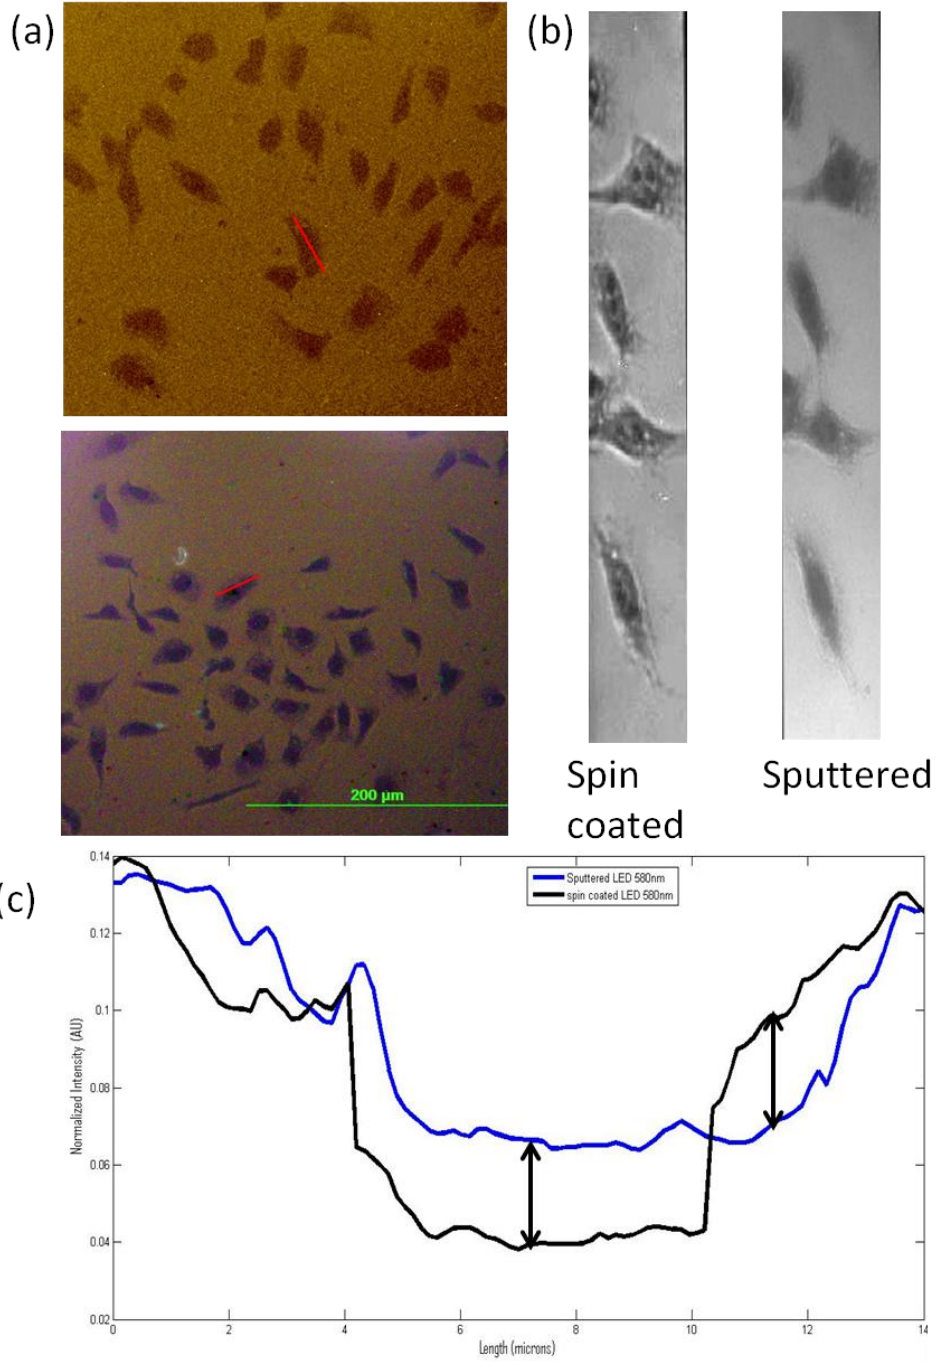 (a)
(b)
200 µm
Spin
coated
Sputtered
(c)
0.14
0.12
0.1
0.08
0.06
0.04
0.02
Normalized Intensity (AU)
Sputtered LED 580nm
spin coated LED 580nm
0 2 4 6 8 10 12 14
Length (microns)